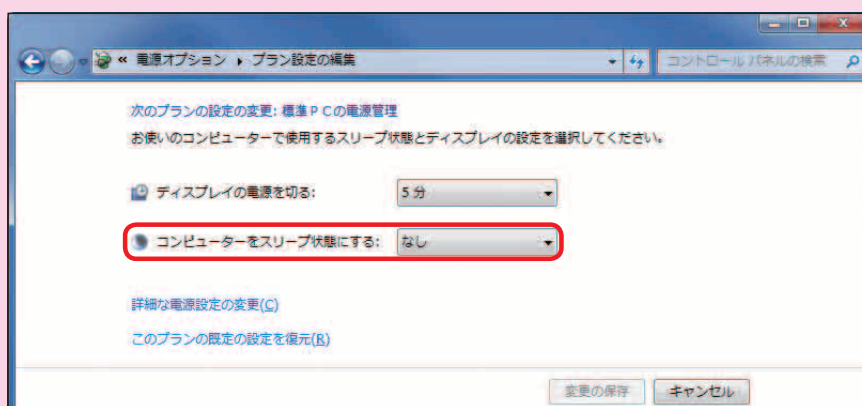 « 電源オプション ▸ プラン設定の編集
コントロール パネルの検索
次のプランの設定の変更: 標準ＰＣの電源管理
お使いのコンピューターで使用するスリープ状態とディスプレイの設定を選択してください。
ディスプレイの電源を切る: 5 分
コンピューターをスリープ状態にする: なし
詳細な電源設定の変更(C)
このプランの既定の設定を復元(R)
変更の保存 キャンセル